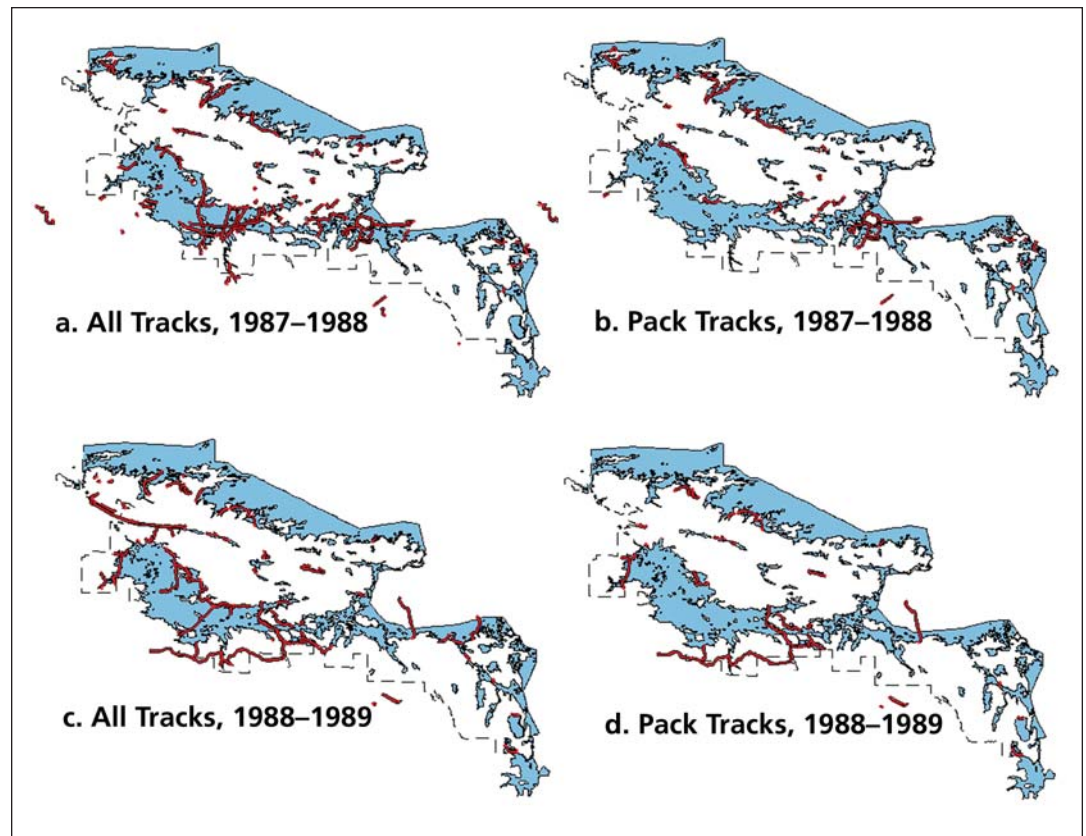 a. All Tracks, 1987–1988
b. Pack Tracks, 1987–1988
c. All Tracks, 1988–1989
d. Pack Tracks, 1988–1989